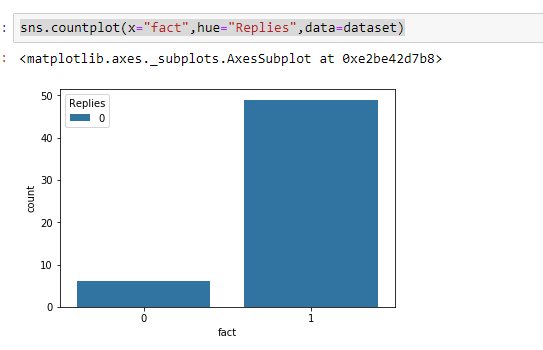 : sns.countplot(x="fact",hue="Replies",data=dataset)
: <matplotlib.axes._subplots.AxesSubplot at 0xe2be42d7b8>
50
Replies
0
40
30
count
20
10
0
0 1
fact